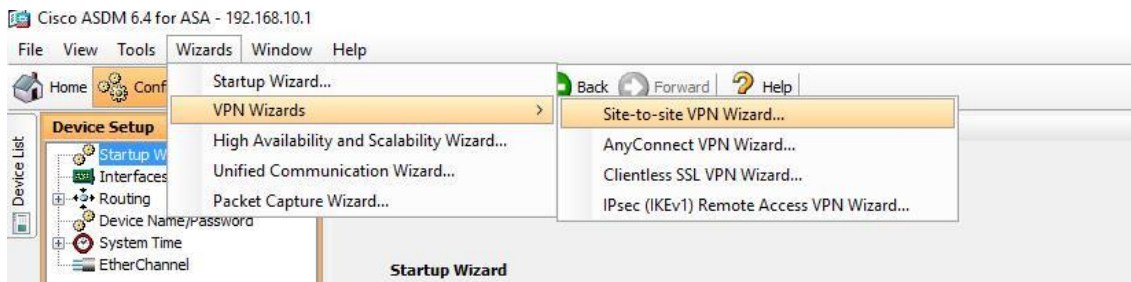 Cisco ASDM 6.4 for ASA - 192.168.10.1
File View Tools Wizards Window Help
Home Conf Back Forward Help
Startup Wizard...
VPN Wizards >
High Availability and Scalability Wizard...
Unified Communication Wizard...
Packet Capture Wizard...
Site-to-site VPN Wizard...
AnyConnect VPN Wizard...
Clientless SSL VPN Wizard...
IPsec (IKEv1) Remote Access VPN Wizard...
Device List
Device Setup
Startup W
Interfaces
Routing
Device Name/Password
System Time
EtherChannel
Startup Wizard